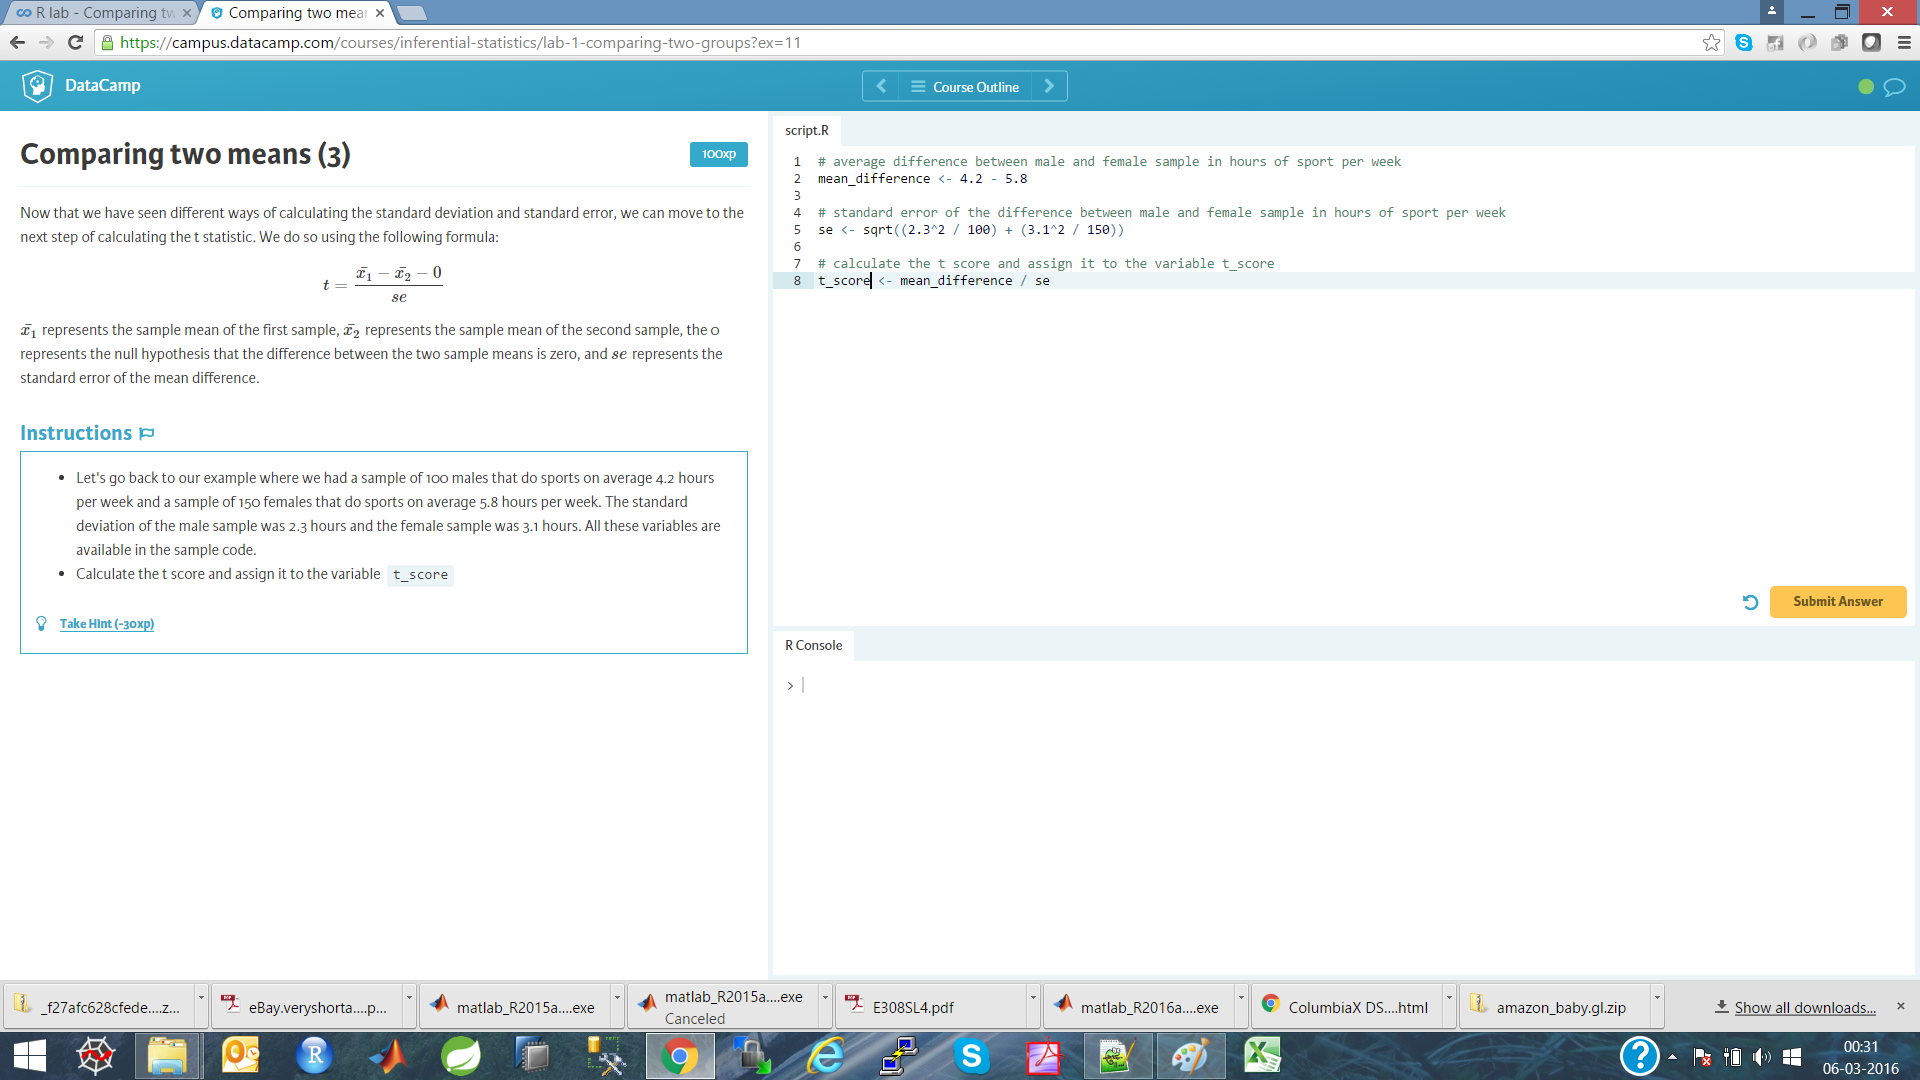 R lab - Comparing tw
Comparing two mear
https://campus.datacamp.com/courses/inferential-statistics/lab-1-comparing-two-groups?ex=11
DataCamp
Course Outline
Comparing two means (3)
100xp
Now that we have seen different ways of calculating the standard deviation and standard error, we can move to the
next step of calculating the t statistic. We do so using the following formula:
t = (x̄1 − x̄2 − 0) / se
x̄1 represents the sample mean of the first sample, x̄2 represents the sample mean of the second sample, the 0
represents the null hypothesis that the difference between the two sample means is zero, and se represents the
standard error of the mean difference.
Instructions
• Let's go back to our example where we had a sample of 100 males that do sports on average 4.2 hours
per week and a sample of 150 females that do sports on average 5.8 hours per week. The standard
deviation of the male sample was 2.3 hours and the female sample was 3.1 hours. All these variables are
available in the sample code.
• Calculate the t score and assign it to the variable t_score
Take Hint (-30xp)
script.R
1 # average difference between male and female sample in hours of sport per week
2 mean_difference <- 4.2 - 5.8
3
4 # standard error of the difference between male and female sample in hours of sport per week
5 se <- sqrt((2.3^2 / 100) + (3.1^2 / 150))
6
7 # calculate the t score and assign it to the variable t_score
8 t_score <- mean_difference / se
Submit Answer
R Console
>
_f27afc628cfede....z...
eBay.veryshorta....p...
matlab_R2015a....exe
matlab_R2015a....exe
Canceled
E308SL4.pdf
matlab_R2016a....exe
ColumbiaX DS....html
amazon_baby.gl.zip
Show all downloads...
00:31
06-03-2016